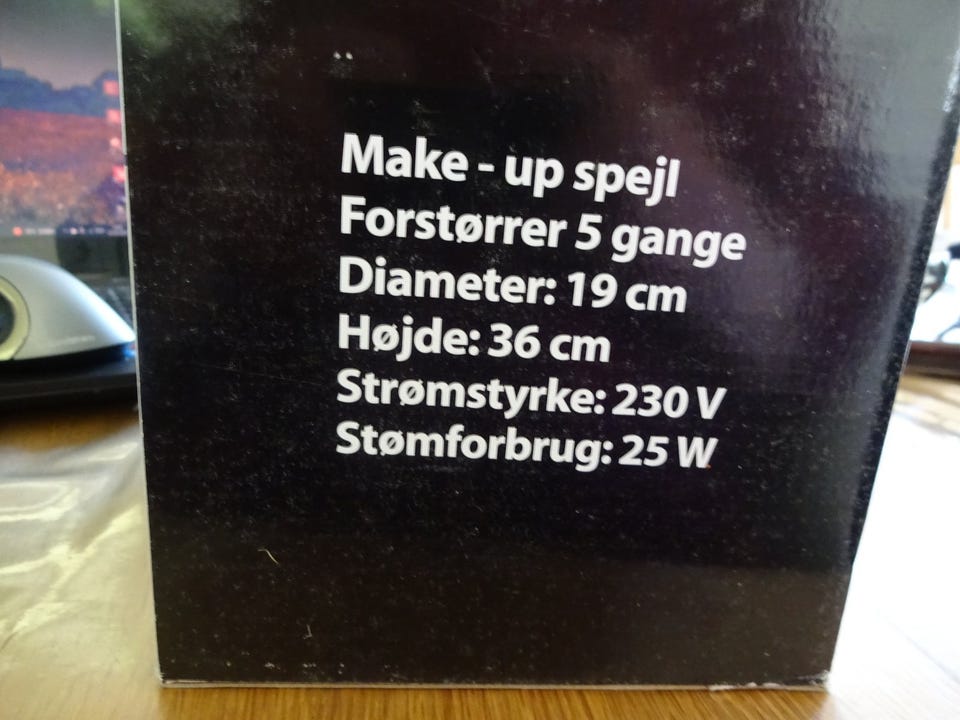 Make - up spejl
Forstørrer 5 gange
Diameter: 19 cm
Højde: 36 cm
Strømstyrke: 230 V
Stømforbrug: 25 W